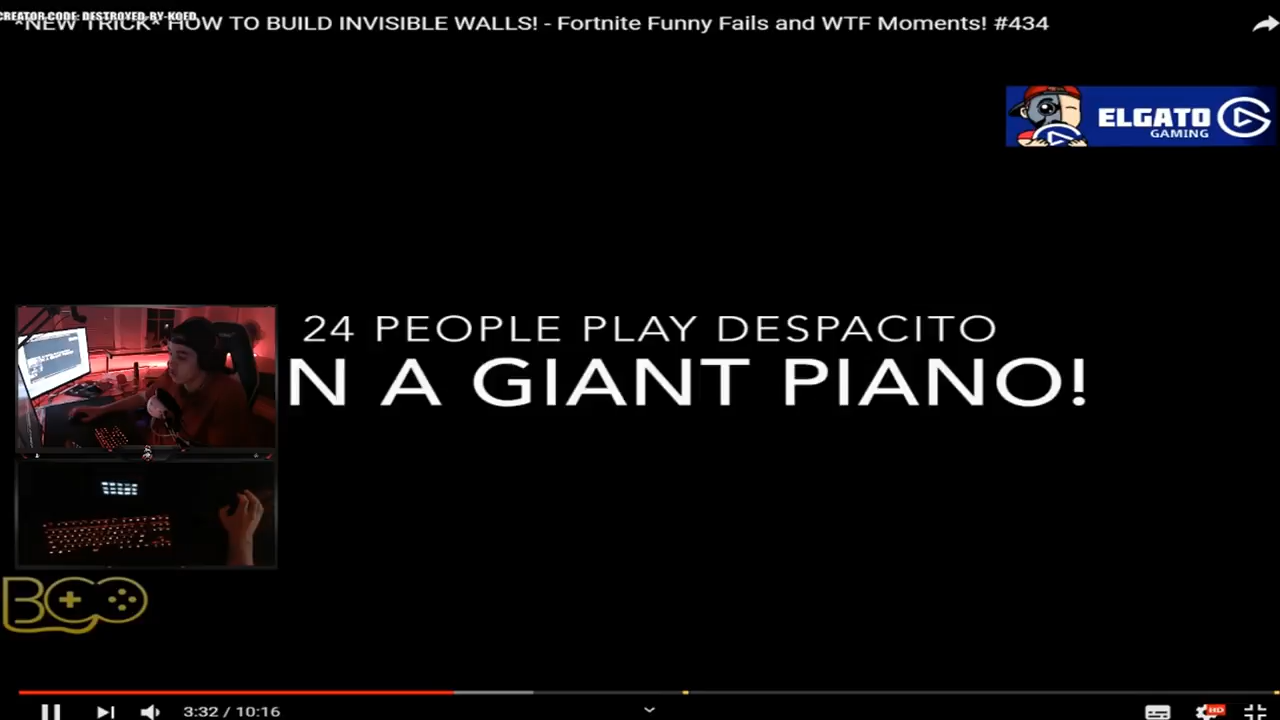 CREATOR CODE: DESTROYED-BY-KOED
*NEW TRICK* HOW TO BUILD INVISIBLE WALLS! - Fortnite Funny Fails and WTF Moments! #434
ELGATO
GAMING
24 PEOPLE PLAY DESPACITO
N A GIANT PIANO!
3:32 / 10:16
HD